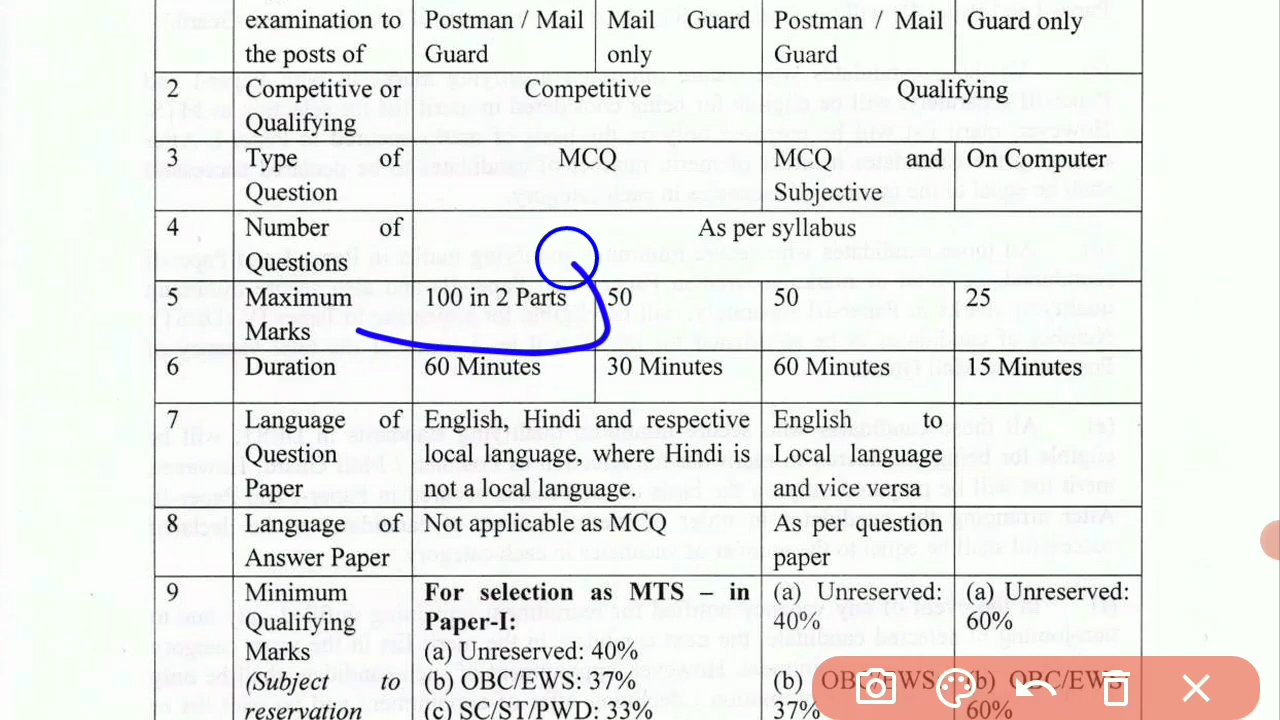 examination to Postman / Mail Mail Guard Postman / Mail Guard only
the posts of Guard only Guard
2 Competitive or Competitive Qualifying
Qualifying
3 Type of MCQ MCQ and On Computer
Question Subjective
4 Number of As per syllabus
Questions
5 Maximum 100 in 2 Parts 50 50 25
Marks
6 Duration 60 Minutes 30 Minutes 60 Minutes 15 Minutes
7 Language of English, Hindi and respective English to
Question local language, where Hindi is Local language
Paper not a local language. and vice versa
8 Language of Not applicable as MCQ As per question
Answer Paper paper
9 Minimum For selection as MTS – in (a) Unreserved: (a) Unreserved:
Qualifying Paper-I: 40% 60%
Marks (a) Unreserved: 40%
(Subject to (b) OBC/EWS: 37% (b) OBC/EWS: (b) OBC/EWS:
reservation (c) SC/ST/PWD: 33% 37% 60%